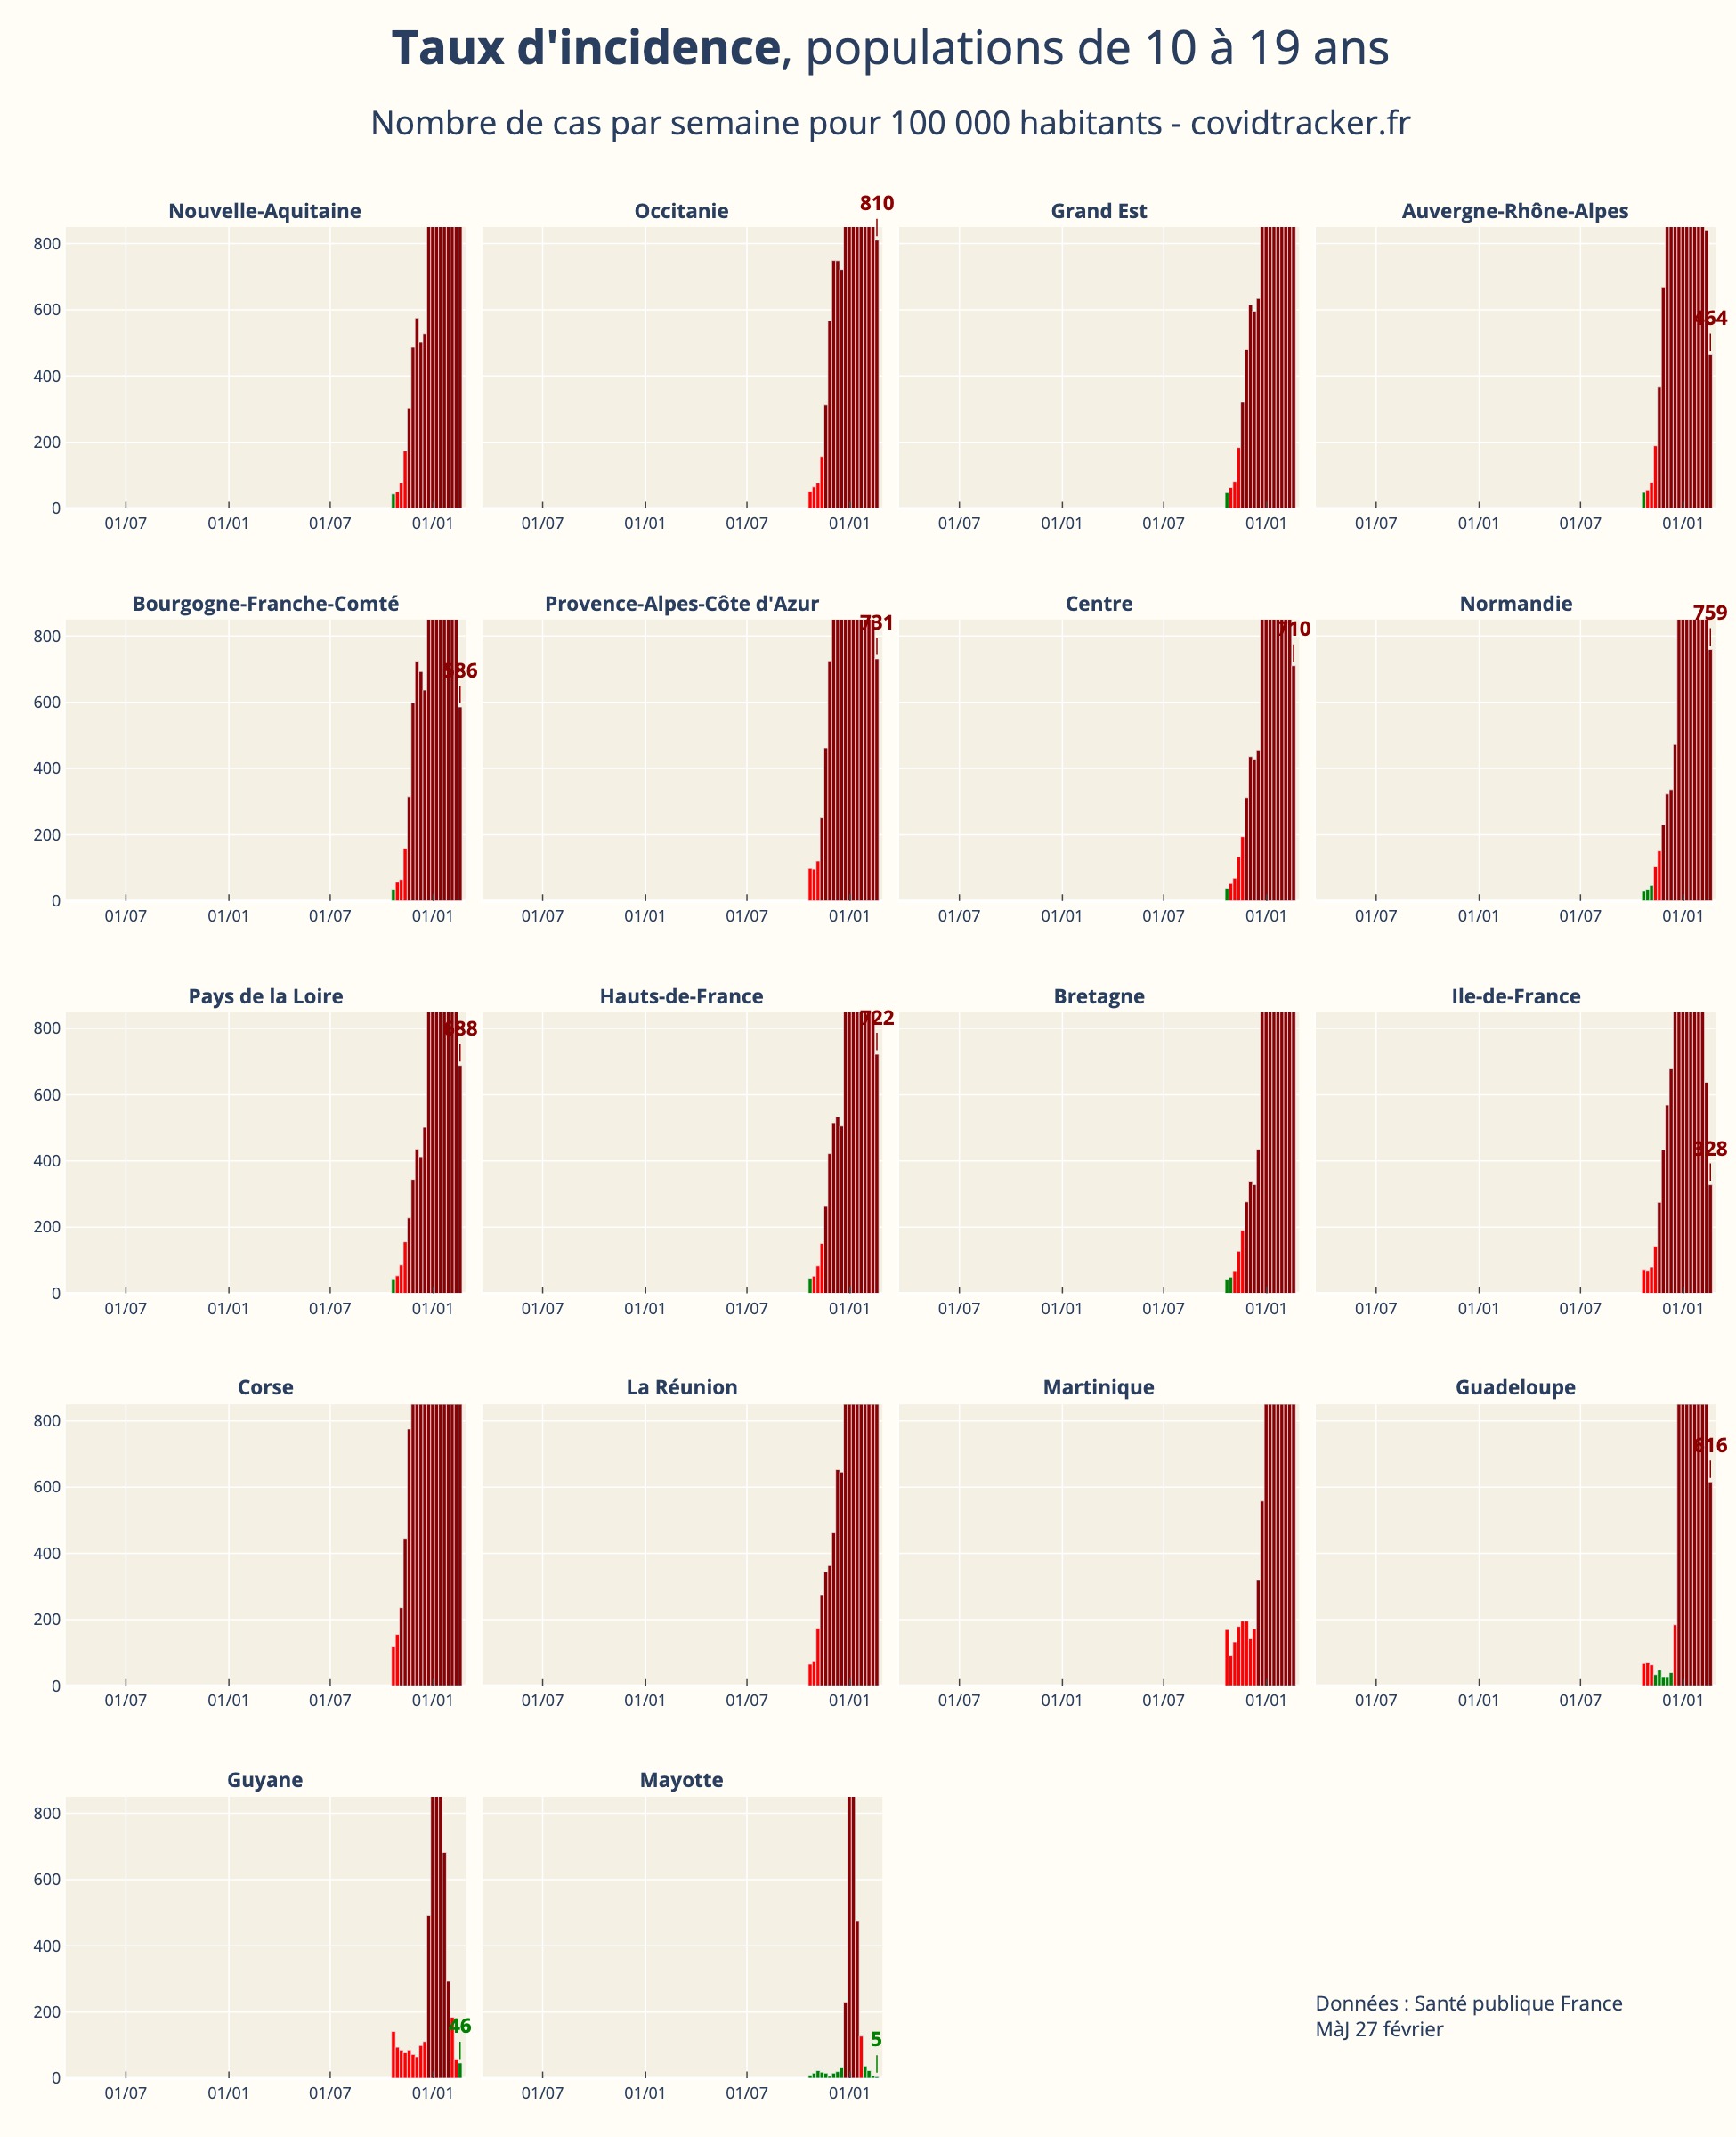 Taux d'incidence, populations de 10 à 19 ans
Nombre de cas par semaine pour 100 000 habitants - covidtracker.fr
Nouvelle-Aquitaine
Occitanie
Grand Est
Auvergne-Rhône-Alpes
810
464
800
600
400
200
0
01/07 01/01 01/07 01/01
01/07 01/01 01/07 01/01
01/07 01/01 01/07 01/01
01/07 01/01 01/07 01/01
Bourgogne-Franche-Comté
Provence-Alpes-Côte d'Azur
Centre
Normandie
586
731
710
759
800
600
400
200
0
01/07 01/01 01/07 01/01
01/07 01/01 01/07 01/01
01/07 01/01 01/07 01/01
01/07 01/01 01/07 01/01
Pays de la Loire
Hauts-de-France
Bretagne
Ile-de-France
688
722
328
800
600
400
200
0
01/07 01/01 01/07 01/01
01/07 01/01 01/07 01/01
01/07 01/01 01/07 01/01
01/07 01/01 01/07 01/01
Corse
La Réunion
Martinique
Guadeloupe
616
800
600
400
200
0
01/07 01/01 01/07 01/01
01/07 01/01 01/07 01/01
01/07 01/01 01/07 01/01
01/07 01/01 01/07 01/01
Guyane
Mayotte
46
5
800
600
400
200
0
01/07 01/01 01/07 01/01
01/07 01/01 01/07 01/01
Données : Santé publique France
MàJ 27 février